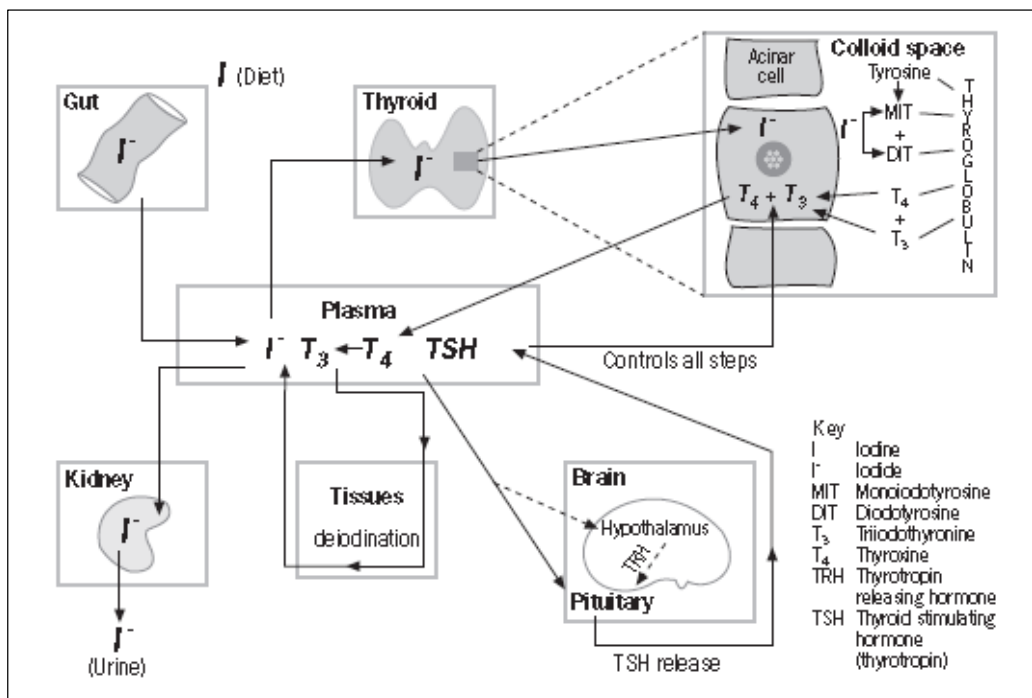 I (Diet)
Gut
I⁻
Thyroid
I⁻
Colloid space
Acinar
cell
Tyrosine
I⁻
I⁻
MIT
+
DIT
T₄ + T₃
T₄
+
T₃
THYROGLOBULIN
Plasma
I⁻ T₃ T₄ TSH
Controls all steps
Kidney
I⁻
I⁻
(Urine)
Tissues
deiodination
Brain
Hypothalamus
TRH
Pituitary
TSH release
Key
I Iodine
I⁻ Iodide
MIT Monoiodotyrosine
DIT Diodotyrosine
T₃ Triiodothyronine
T₄ Thyroxine
TRH Thyrotropin
releasing hormone
TSH Thyroid stimulating
hormone
(thyrotropin)